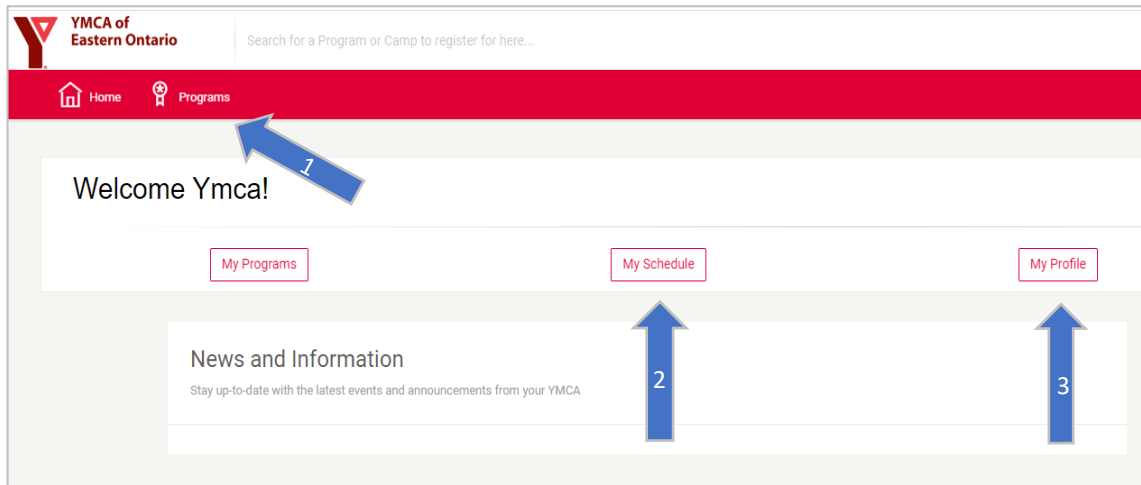 YMCA of
Eastern Ontario
Search for a Program or Camp to register for here...
Home Programs
1
Welcome Ymca!
My Programs My Schedule My Profile
News and Information
Stay up-to-date with the latest events and announcements from your YMCA
2 3